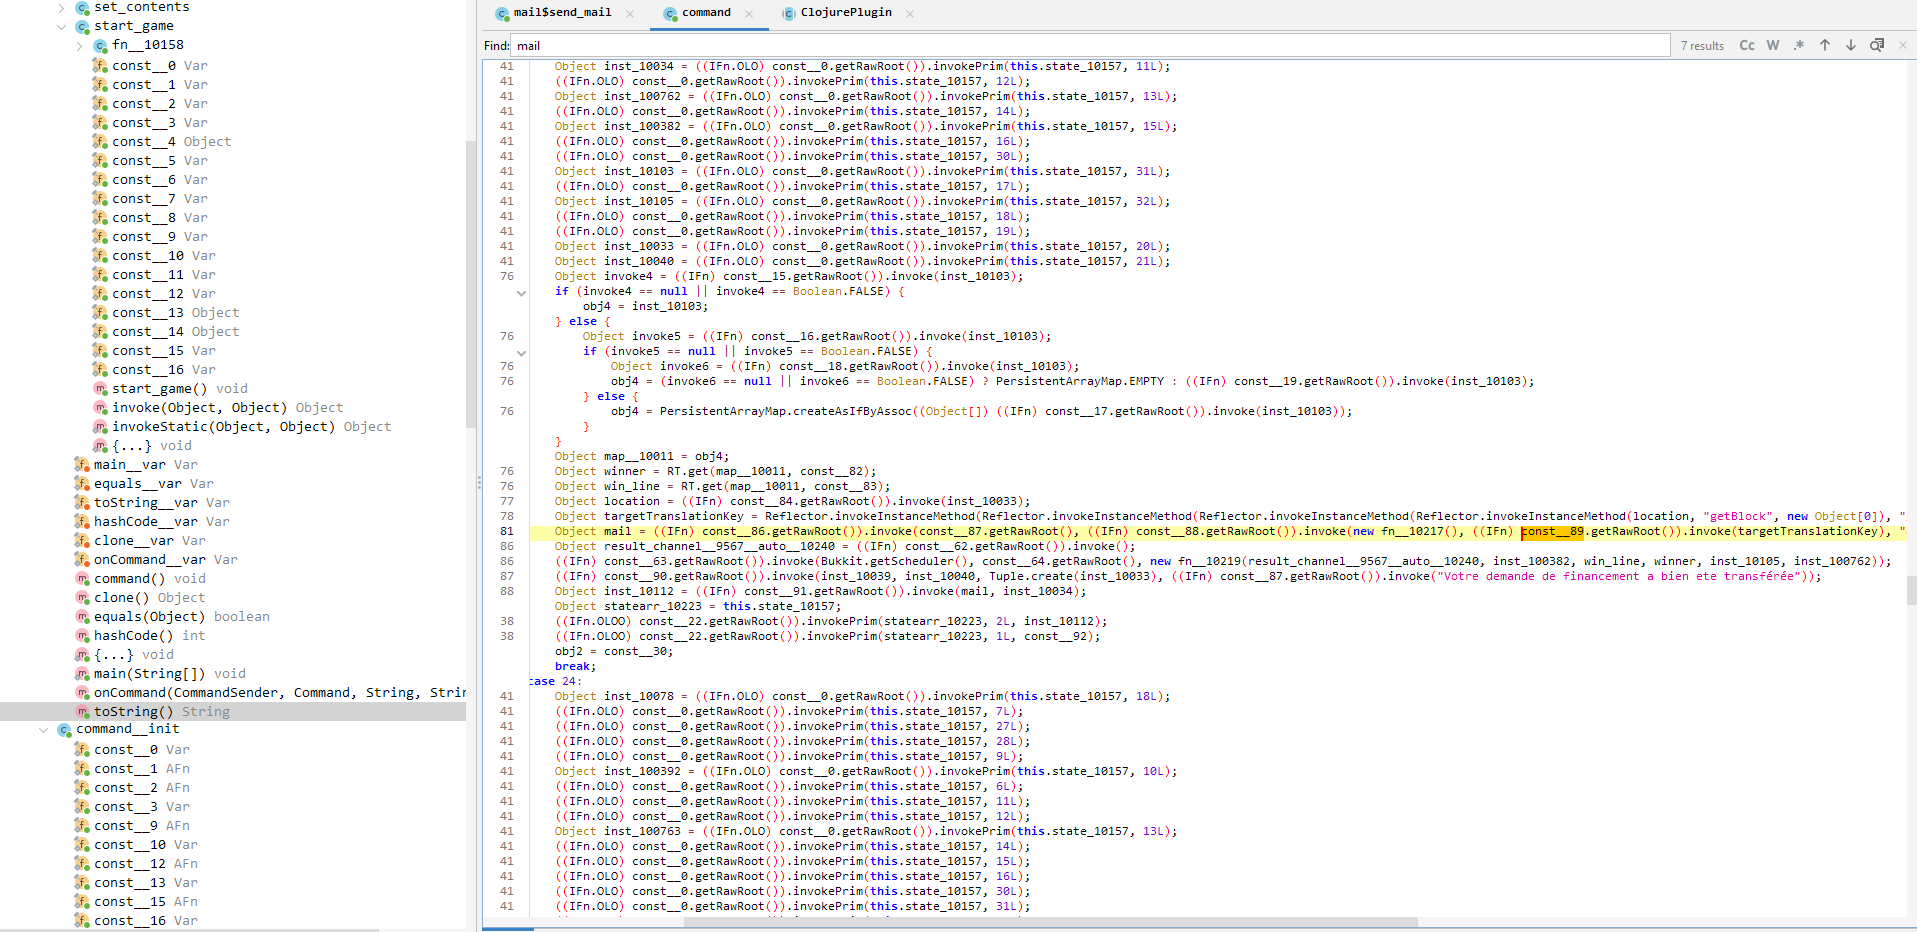 set_contents
start_game
fn__10158
const__0 Var
const__1 Var
const__2 Var
const__3 Var
const__4 Object
const__5 Var
const__6 Var
const__7 Var
const__8 Var
const__9 Var
const__10 Var
const__11 Var
const__12 Var
const__13 Object
const__14 Object
const__15 Var
const__16 Var
start_game() void
invoke(Object, Object) Object
invokeStatic(Object, Object) Object
{...} void
main__var Var
equals__var Var
toString__var Var
hashCode__var Var
clone__var Var
onCommand__var Var
command() void
clone() Object
equals(Object) boolean
hashCode() int
{...} void
main(String[]) void
onCommand(CommandSender, Command, String, Strin
toString() String
command__init
const__0 Var
const__1 AFn
const__2 AFn
const__3 Var
const__9 AFn
const__10 Var
const__12 AFn
const__13 Var
const__15 AFn
const__16 Var
mail$send_mail command ClojurePlugin
Find: mail 7 results Cc W .*
41 Object inst_10034 = ((IFn.OLO) const__0.getRawRoot()).invokePrim(this.state_10157, 11L);
41 ((IFn.OLO) const__0.getRawRoot()).invokePrim(this.state_10157, 12L);
41 Object inst_100762 = ((IFn.OLO) const__0.getRawRoot()).invokePrim(this.state_10157, 13L);
41 ((IFn.OLO) const__0.getRawRoot()).invokePrim(this.state_10157, 14L);
41 Object inst_100382 = ((IFn.OLO) const__0.getRawRoot()).invokePrim(this.state_10157, 15L);
41 ((IFn.OLO) const__0.getRawRoot()).invokePrim(this.state_10157, 16L);
41 ((IFn.OLO) const__0.getRawRoot()).invokePrim(this.state_10157, 30L);
41 Object inst_10103 = ((IFn.OLO) const__0.getRawRoot()).invokePrim(this.state_10157, 31L);
41 ((IFn.OLO) const__0.getRawRoot()).invokePrim(this.state_10157, 17L);
41 Object inst_10105 = ((IFn.OLO) const__0.getRawRoot()).invokePrim(this.state_10157, 32L);
41 ((IFn.OLO) const__0.getRawRoot()).invokePrim(this.state_10157, 18L);
41 ((IFn.OLO) const__0.getRawRoot()).invokePrim(this.state_10157, 19L);
41 Object inst_10033 = ((IFn.OLO) const__0.getRawRoot()).invokePrim(this.state_10157, 20L);
41 Object inst_10040 = ((IFn.OLO) const__0.getRawRoot()).invokePrim(this.state_10157, 21L);
76 Object invoke4 = ((IFn) const__15.getRawRoot()).invoke(inst_10103);
if (invoke4 == null || invoke4 == Boolean.FALSE) {
obj4 = inst_10103;
} else {
76 Object invoke5 = ((IFn) const__16.getRawRoot()).invoke(inst_10103);
if (invoke5 == null || invoke5 == Boolean.FALSE) {
76 Object invoke6 = ((IFn) const__18.getRawRoot()).invoke(inst_10103);
76 obj4 = (invoke6 == null || invoke6 == Boolean.FALSE) ? PersistentArrayMap.EMPTY : ((IFn) const__19.getRawRoot()).invoke(inst_10103);
} else {
76 obj4 = PersistentArrayMap.createAsIfByAssoc((Object[]) ((IFn) const__17.getRawRoot()).invoke(inst_10103));
}
}
Object map__10011 = obj4;
76 Object winner = RT.get(map__10011, const__82);
76 Object win_line = RT.get(map__10011, const__83);
77 Object location = ((IFn) const__84.getRawRoot()).invoke(inst_10033);
78 Object targetTranslationKey = Reflector.invokeInstanceMethod(Reflector.invokeInstanceMethod(Reflector.invokeInstanceMethod(location, "getBlock", new Object[0]), "
81 Object mail = ((IFn) const__86.getRawRoot()).invoke(const__87.getRawRoot(), ((IFn) const__88.getRawRoot()).invoke(new fn__10217(), ((IFn) const__89.getRawRoot()).invoke(targetTranslationKey), "
86 Object result_channel__9567__auto__10240 = ((IFn) const__62.getRawRoot()).invoke();
86 ((IFn) const__63.getRawRoot()).invoke(Bukkit.getScheduler(), const__64.getRawRoot(), new fn__10219(result_channel__9567__auto__10240, inst_100382, win_line, winner, inst_10105, inst_100762));
87 ((IFn) const__90.getRawRoot()).invoke(inst_10039, inst_10040, Tuple.create(inst_10033), ((IFn) const__87.getRawRoot()).invoke("Votre demande de financement a bien ete transférée"));
88 Object inst_10112 = ((IFn) const__91.getRawRoot()).invoke(mail, inst_10034);
Object statearr_10223 = this.state_10157;
38 ((IFn.OLOO) const__22.getRawRoot()).invokePrim(statearr_10223, 2L, inst_10112);
38 ((IFn.OLOO) const__22.getRawRoot()).invokePrim(statearr_10223, 1L, const__92);
obj2 = const__30;
break;
case 24:
41 Object inst_10078 = ((IFn.OLO) const__0.getRawRoot()).invokePrim(this.state_10157, 18L);
41 ((IFn.OLO) const__0.getRawRoot()).invokePrim(this.state_10157, 7L);
41 ((IFn.OLO) const__0.getRawRoot()).invokePrim(this.state_10157, 27L);
41 ((IFn.OLO) const__0.getRawRoot()).invokePrim(this.state_10157, 28L);
41 ((IFn.OLO) const__0.getRawRoot()).invokePrim(this.state_10157, 9L);
41 Object inst_100392 = ((IFn.OLO) const__0.getRawRoot()).invokePrim(this.state_10157, 10L);
41 ((IFn.OLO) const__0.getRawRoot()).invokePrim(this.state_10157, 6L);
41 ((IFn.OLO) const__0.getRawRoot()).invokePrim(this.state_10157, 11L);
41 ((IFn.OLO) const__0.getRawRoot()).invokePrim(this.state_10157, 12L);
41 Object inst_100763 = ((IFn.OLO) const__0.getRawRoot()).invokePrim(this.state_10157, 13L);
41 ((IFn.OLO) const__0.getRawRoot()).invokePrim(this.state_10157, 14L);
41 ((IFn.OLO) const__0.getRawRoot()).invokePrim(this.state_10157, 15L);
41 ((IFn.OLO) const__0.getRawRoot()).invokePrim(this.state_10157, 16L);
41 ((IFn.OLO) const__0.getRawRoot()).invokePrim(this.state_10157, 30L);
41 ((IFn.OLO) const__0.getRawRoot()).invokePrim(this.state_10157, 31L);